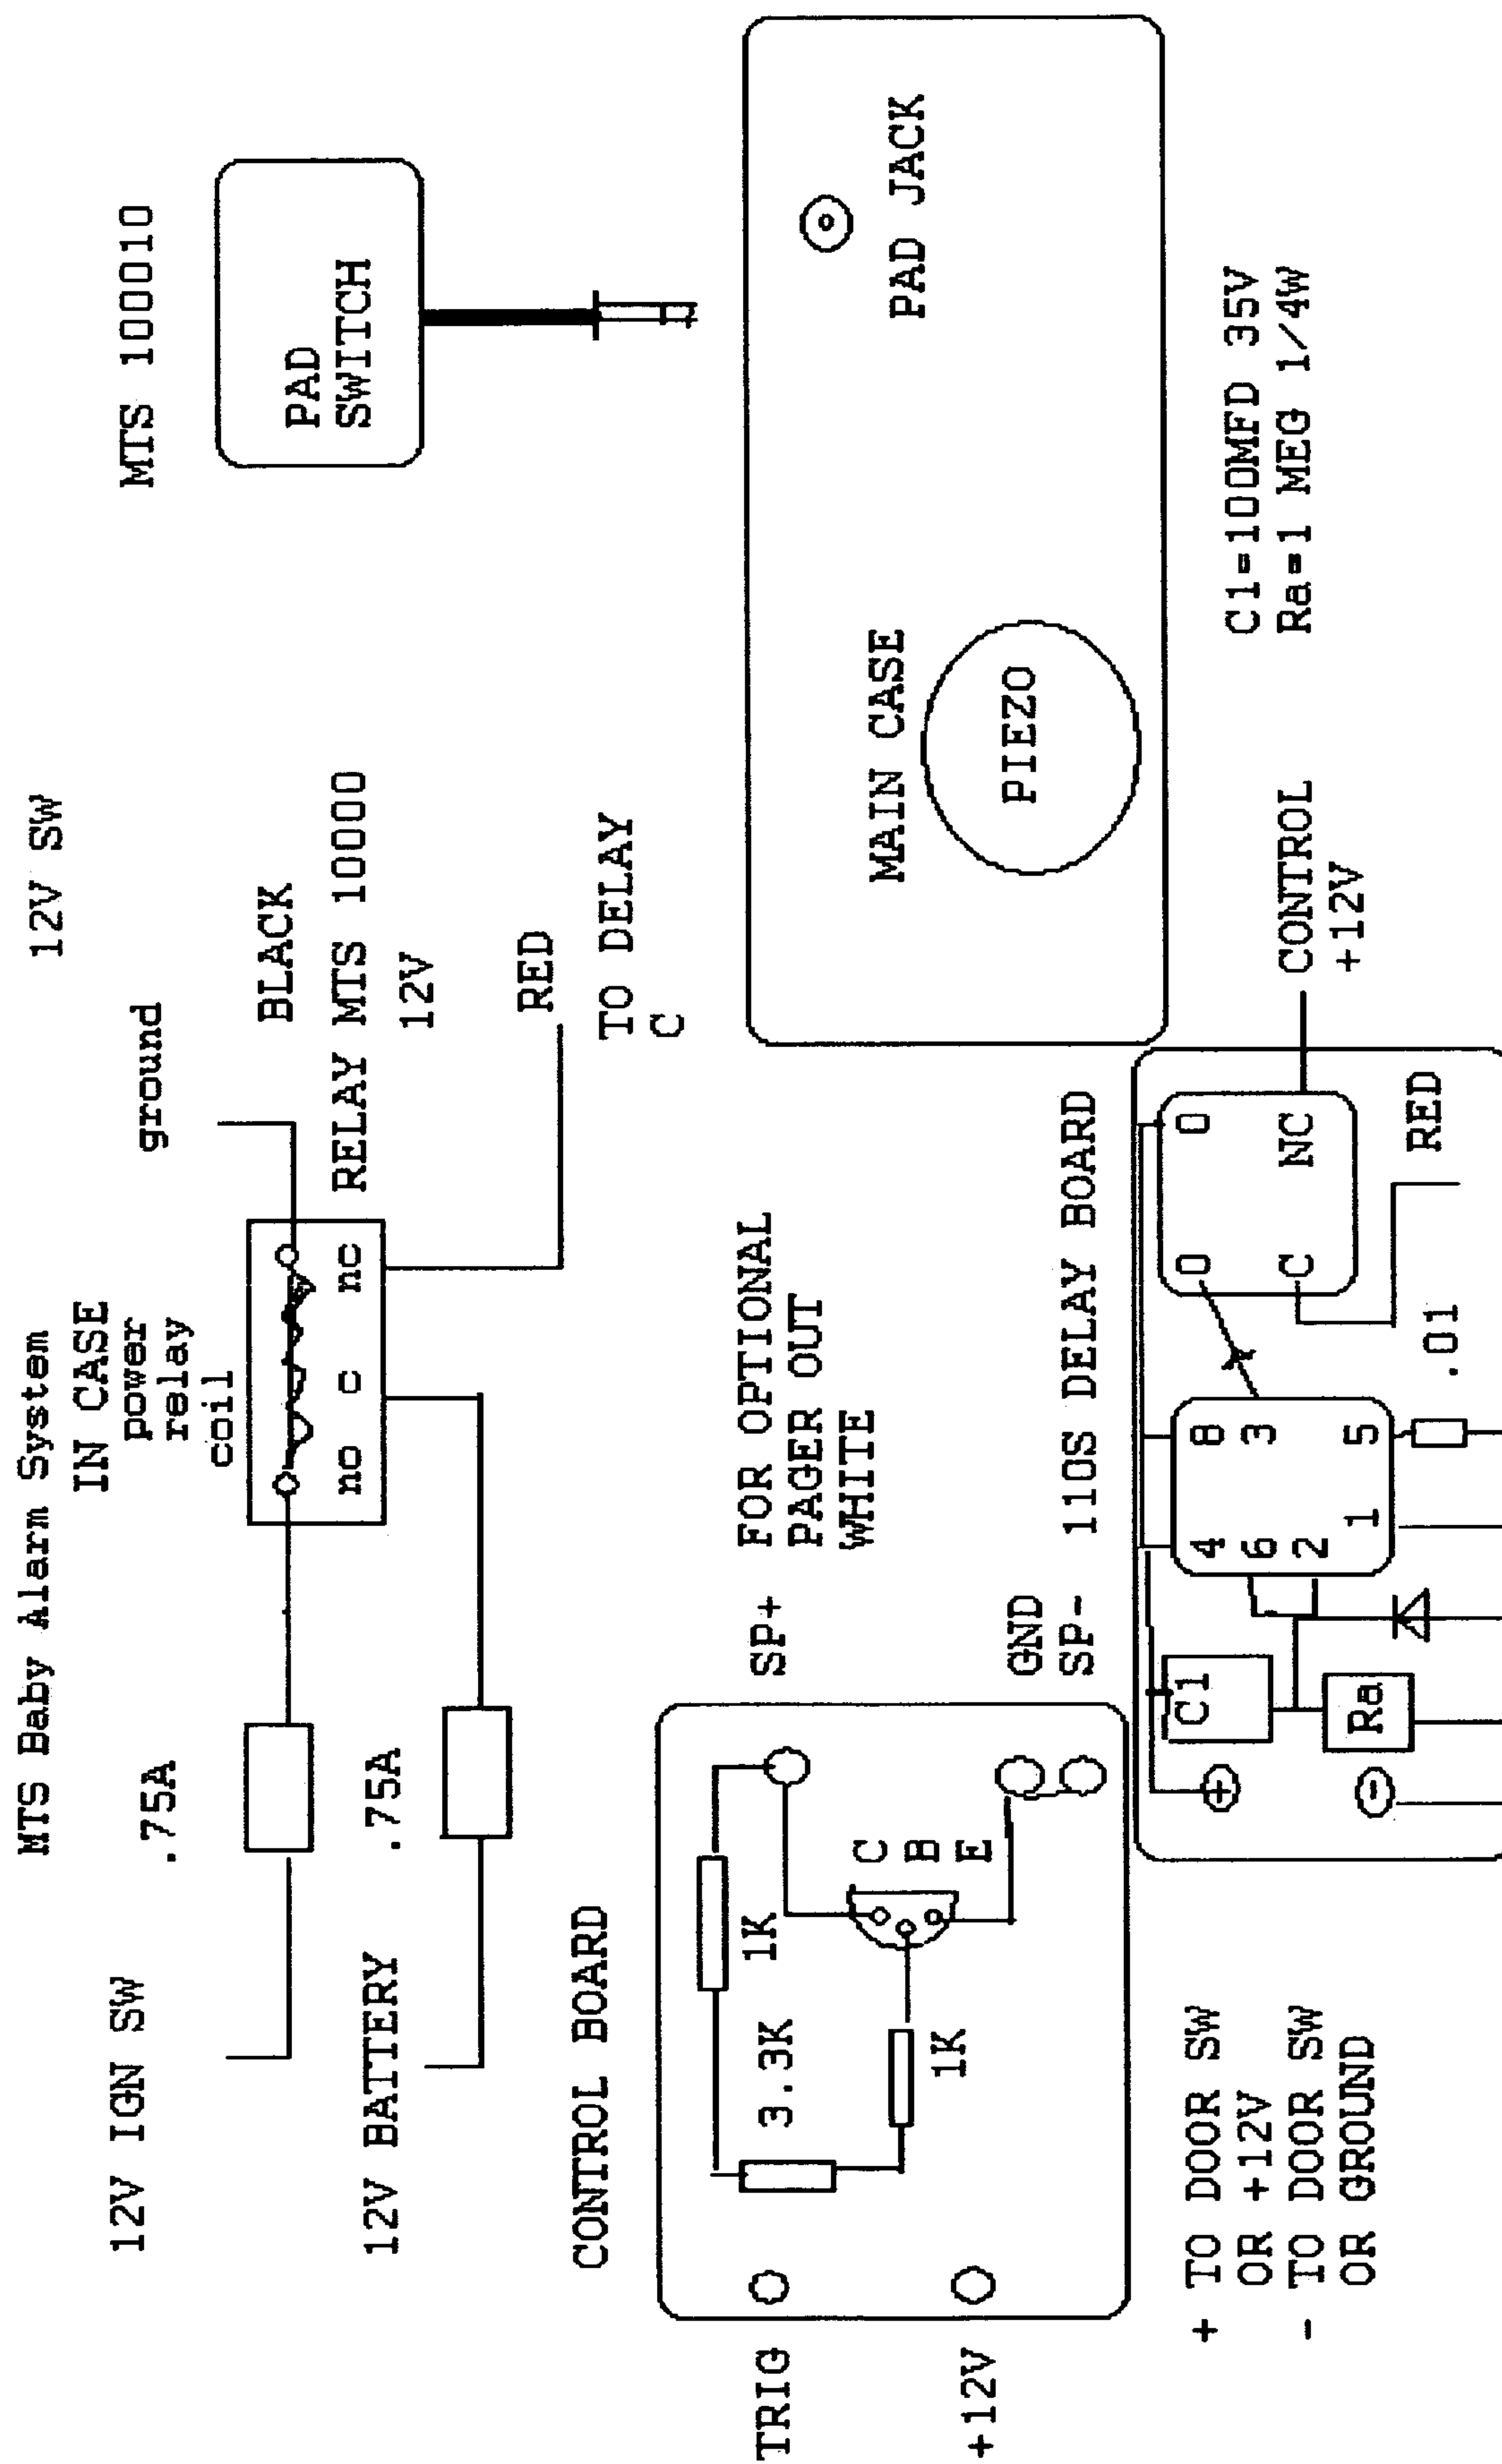 MTS Baby Alarm System
12V SW
IN CASE
power
relay
coil
ground
MTS 100010
12V IGN SW
.75A
BLACK
no c nc
RELAY MTS 10000
12V
PAD
SWITCH
12V BATTERY
.75A
RED
TO DELAY
C
CONTROL BOARD
TRIG
+12V
1K
3.3K
1K
C
B
E
SP+
GND
SP-
FOR OPTIONAL
PAGER OUT
WHITE
MAIN CASE
PIEZO
PAD JACK
110S DELAY BOARD
+ TO DOOR SW
OR +12V
- TO DOOR SW
OR GROUND
+
-
C1
Ra
4 8
6 3
2
1 5
.01
O O
C NC
RED
CONTROL
+12V
C1=100MFD 35V
Ra=1 MEG 1/4W